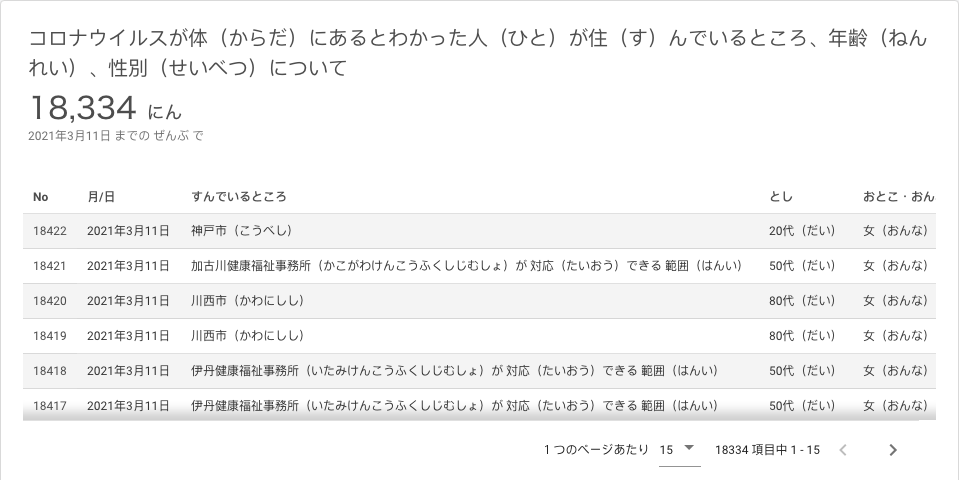 コロナウイルスが体（からだ）にあるとわかった人（ひと）が住（す）んでいるところ、年齢（ねん
れい）、性別（せいべつ）について
18,334 にん
2021年3月11日 までの ぜんぶ で
No 月/日 すんでいるところ とし おとこ・おん
18422 2021年3月11日 神戸市（こうべし） 20代（だい） 女（おんな）
18421 2021年3月11日 加古川健康福祉事務所（かこがわけんこうふくしじむしょ）が 対応（たいおう）できる 範囲（はんい） 50代（だい） 女（おんな）
18420 2021年3月11日 川西市（かわにしし） 80代（だい） 女（おんな）
18419 2021年3月11日 川西市（かわにしし） 80代（だい） 女（おんな）
18418 2021年3月11日 伊丹健康福祉事務所（いたみけんこうふくしじむしょ）が 対応（たいおう）できる 範囲（はんい） 50代（だい） 女（おんな）
18417 2021年3月11日 伊丹健康福祉事務所（いたみけんこうふくしじむしょ）が 対応（たいおう）できる 範囲（はんい） 50代（だい） 女（おんな）
1 つのページあたり 15 18334 項目中 1 - 15